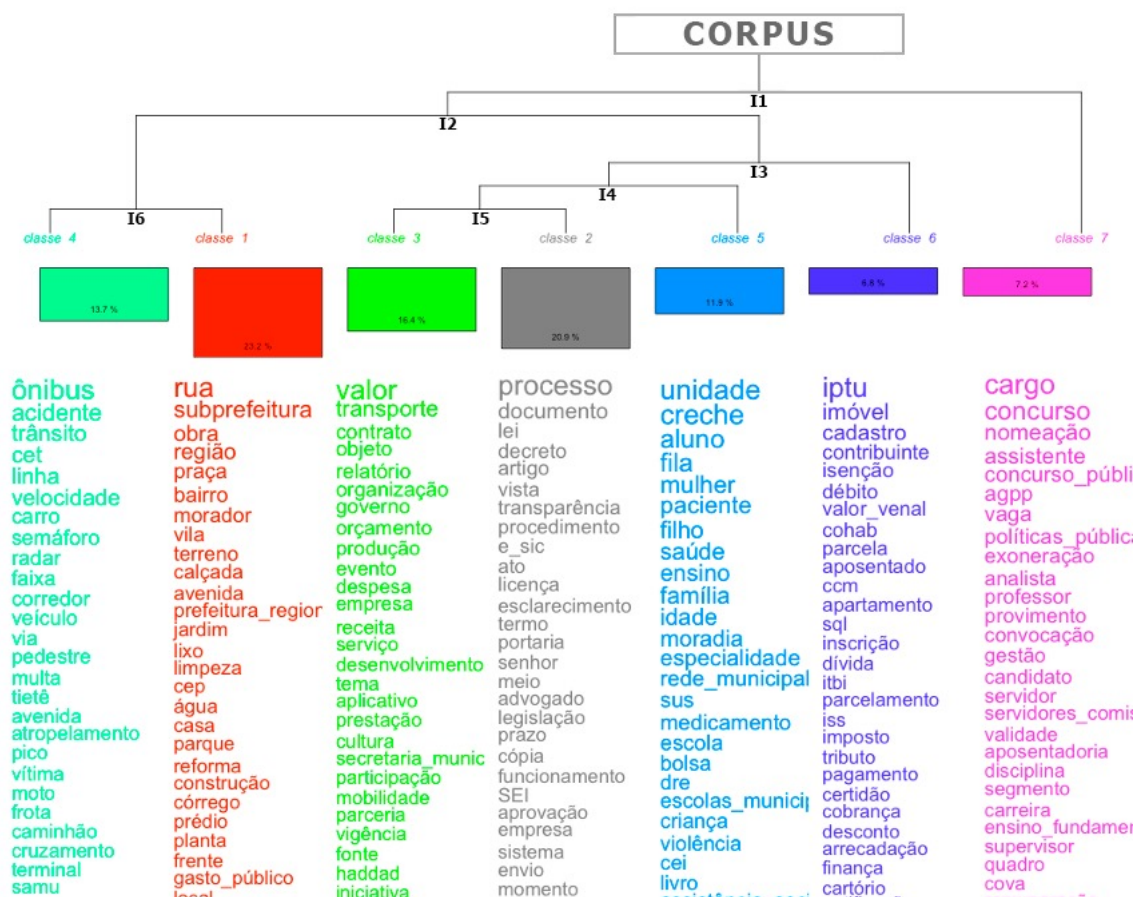 CORPUS
I1
I2
I3
I4
I6
I5
classe 4
classe 1
classe 3
classe 2
classe 5
classe 6
classe 7
13.7 %
23.2 %
16.4 %
20.9 %
11.9 %
6.6 %
7.2 %
ônibus
acidente
trânsito
cet
linha
velocidade
carro
semáforo
radar
faixa
corredor
veículo
via
pedestre
multa
tietê
avenida
atropelamento
pico
vítima
moto
frota
caminhão
cruzamento
terminal
samu
rua
subprefeitura
obra
região
praça
bairro
morador
vila
terreno
calçada
avenida
prefeitura_region
jardim
lixo
limpeza
cep
água
casa
parque
reforma
construção
córrego
prédio
planta
frente
gasto_público
local
valor
transporte
contrato
objeto
relatório
organização
governo
orçamento
produção
evento
despesa
empresa
receita
serviço
desenvolvimento
tema
aplicativo
prestação
cultura
secretaria_munic
participação
mobilidade
parceria
vigência
fonte
haddad
iniciativa
processo
documento
lei
decreto
artigo
vista
transparência
procedimento
e_sic
ato
licença
esclarecimento
termo
portaria
senhor
meio
advogado
legislação
prazo
cópia
funcionamento
SEI
aprovação
empresa
sistema
envio
momento
unidade
creche
aluno
fila
mulher
paciente
filho
saúde
ensino
família
idade
moradia
especialidade
rede_municipal
sus
medicamento
escola
bolsa
dre
escolas_municip
criança
violência
cei
livro
iptu
imóvel
cadastro
contribuinte
isenção
débito
valor_venal
cohab
parcela
aposentado
ccm
apartamento
sql
inscrição
dívida
itbi
parcelamento
iss
imposto
tributo
pagamento
certidão
cobrança
desconto
arrecadação
finança
cartório
cargo
concurso
nomeação
assistente
concurso_públi
agpp
vaga
políticas_pública
exoneração
analista
professor
provimento
convocação
gestão
candidato
servidor
servidores_comis
validade
aposentadoria
disciplina
segmento
carreira
ensino_fundamen
supervisor
quadro
cova